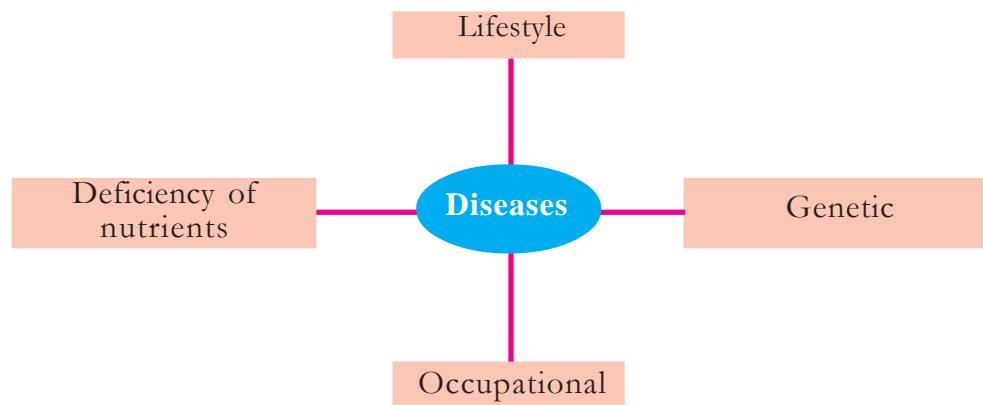 Lifestyle
Deficiency of
nutrients
Diseases
Genetic
Occupational